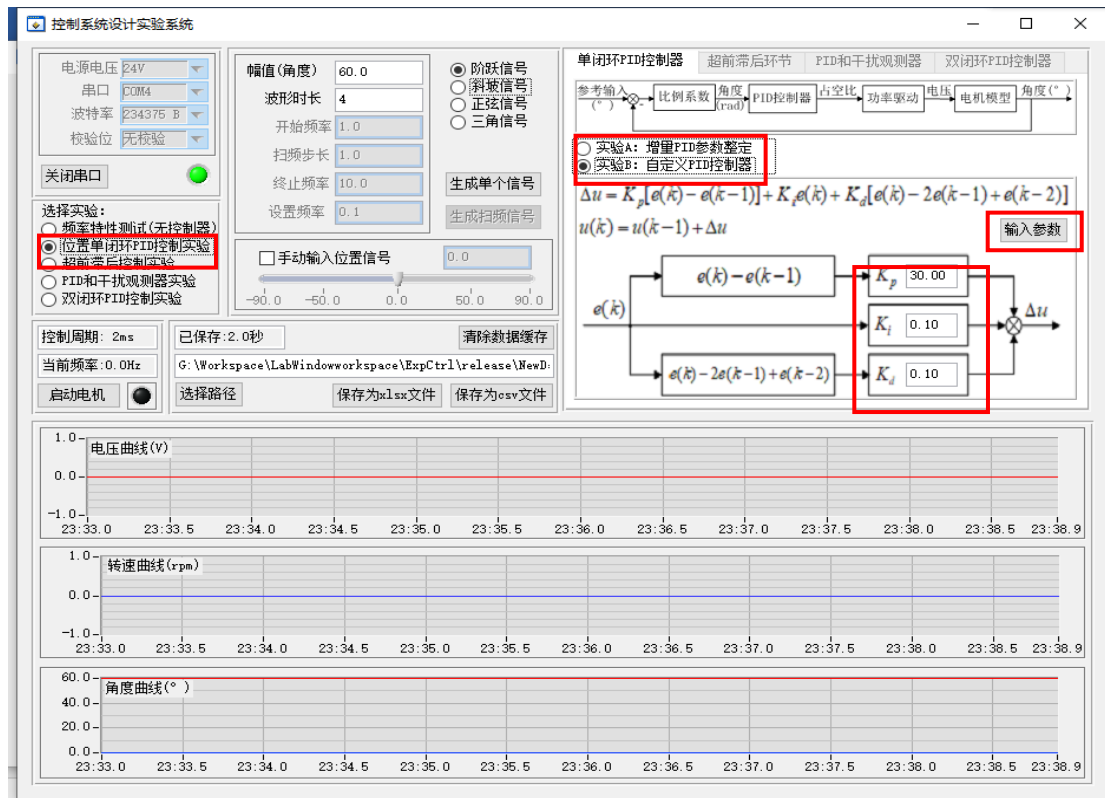 控制系统设计实验系统
电源电压 24V
串口 COM4
波特率 234375 B
校验位 无校验
关闭串口
选择实验:
频率特性测试(无控制器)
位置单闭环PID控制实验
超前滞后控制实验
PID和干扰观测器实验
双闭环PID控制实验
幅值(角度) 60.0
波形时长 4
开始频率 1.0
扫频步长 1.0
终止频率 10.0
设置频率 0.1
阶跃信号
斜坡信号
正弦信号
三角信号
生成单个信号
生成扫频信号
手动输入位置信号 0.0
-90.0 -50.0 0.0 50.0 90.0
控制周期: 2ms
当前频率:0.0Hz
启动电机
已保存:2.0秒 清除数据缓存
G:\Workspace\LabWindowworkspace\ExpCtrl\release\NewD:
选择路径 保存为xlsx文件 保存为csv文件
单闭环PID控制器 超前滞后环节 PID和干扰观测器 双闭环PID控制器
参考输入(°) - 比例系数 角度(rad) PID控制器 占空比 功率驱动 电压 电机模型 角度(°)
实验A: 增量PID参数整定
实验B: 自定义PID控制器
Δu = K_p[e(k) − e(k−1)] + K_i e(k) + K_d[e(k) − 2e(k−1) + e(k−2)]
u(k) = u(k−1) + Δu
输入参数
e(k) e(k)−e(k−1) K_p 30.00
K_i 0.10 Δu
e(k)−2e(k−1)+e(k−2) K_d 0.10
电压曲线(V)
1.0
0.0
-1.0
23:33.0 23:33.5 23:34.0 23:34.5 23:35.0 23:35.5 23:36.0 23:36.5 23:37.0 23:37.5 23:38.0 23:38.5 23:38.9
转速曲线(rpm)
1.0
0.0
-1.0
23:33.0 23:33.5 23:34.0 23:34.5 23:35.0 23:35.5 23:36.0 23:36.5 23:37.0 23:37.5 23:38.0 23:38.5 23:38.9
角度曲线(° )
60.0
40.0
20.0
0.0
23:33.0 23:33.5 23:34.0 23:34.5 23:35.0 23:35.5 23:36.0 23:36.5 23:37.0 23:37.5 23:38.0 23:38.5 23:38.9